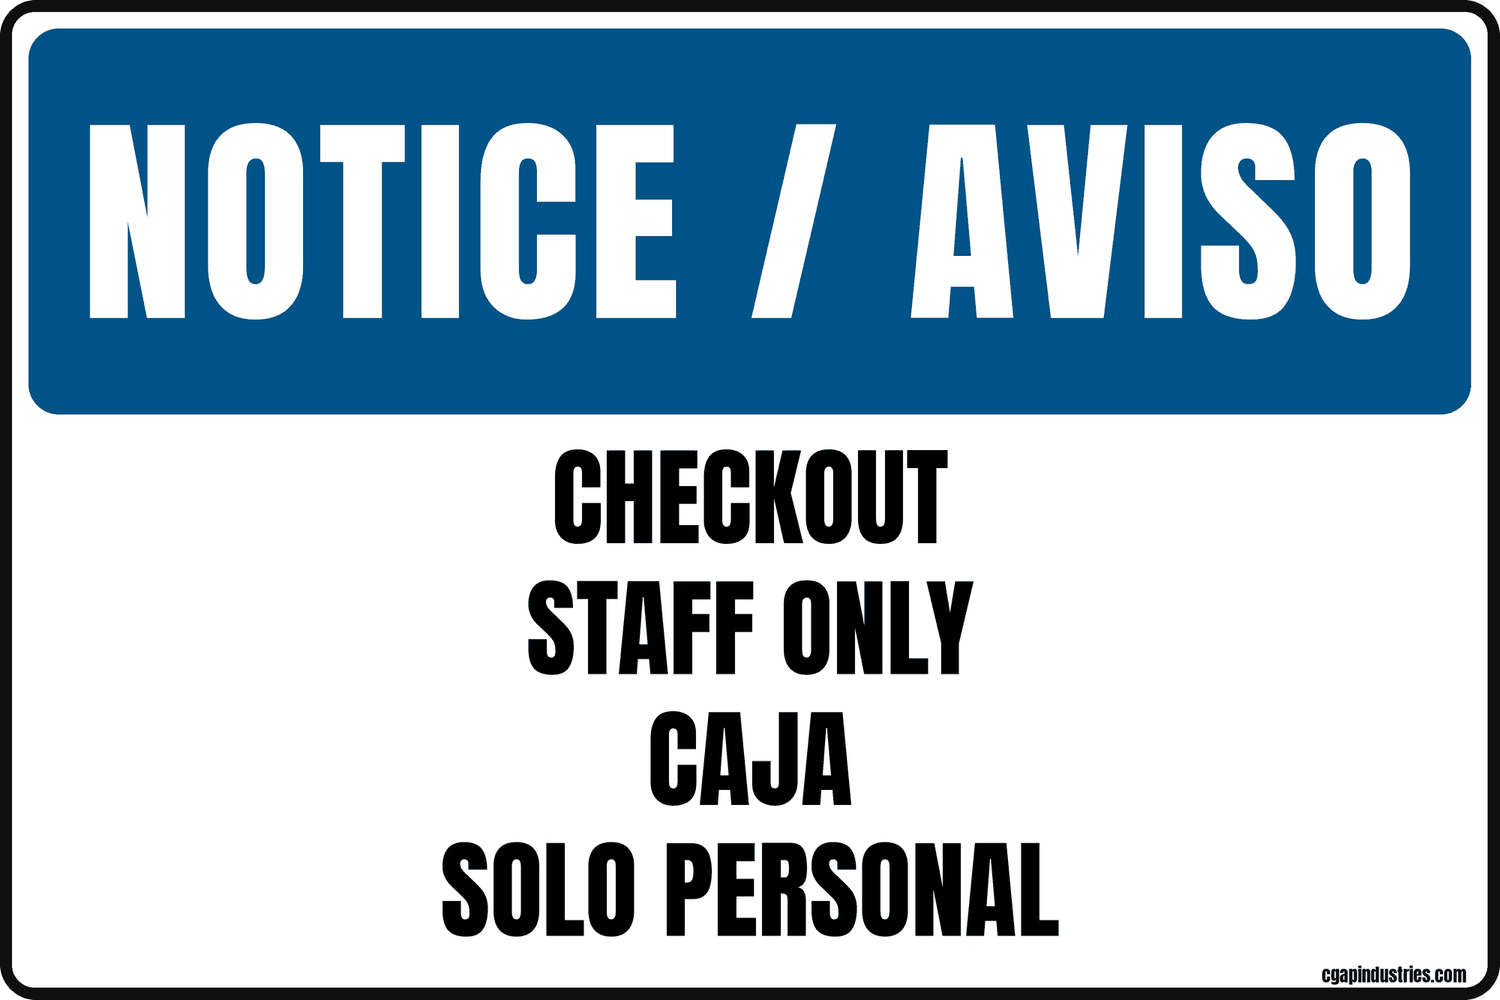 NOTICE / AVISO
CHECKOUT
STAFF ONLY
CAJA
SOLO PERSONAL
cgapindustries.com